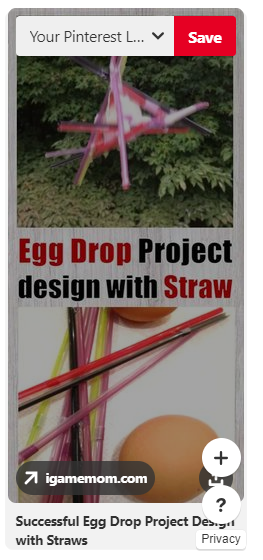 Your Pinterest L...
Save
Egg Drop Project
design with Straw
igamemom.com
?
Privacy
Successful Egg Drop Project Design
with Straws